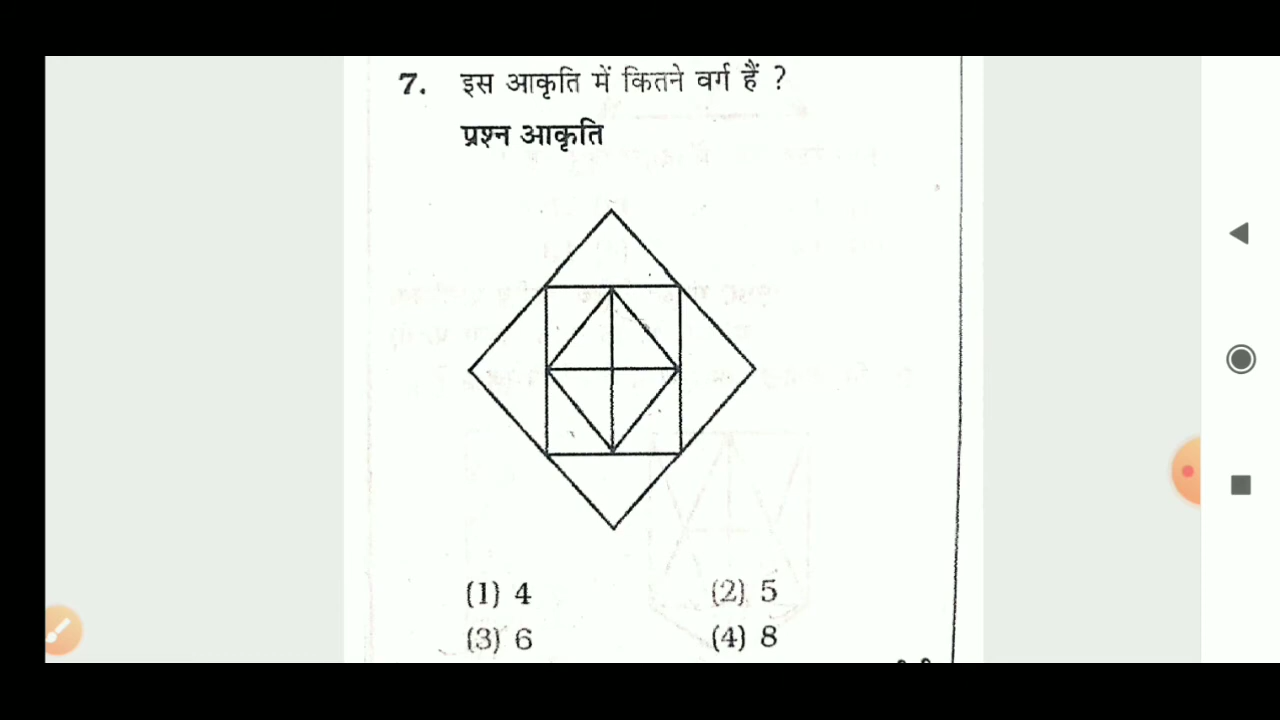 7. इस आकृति में कितने वर्ग हैं ?
प्रश्न आकृति
(1) 4 (2) 5
(3) 6 (4) 8